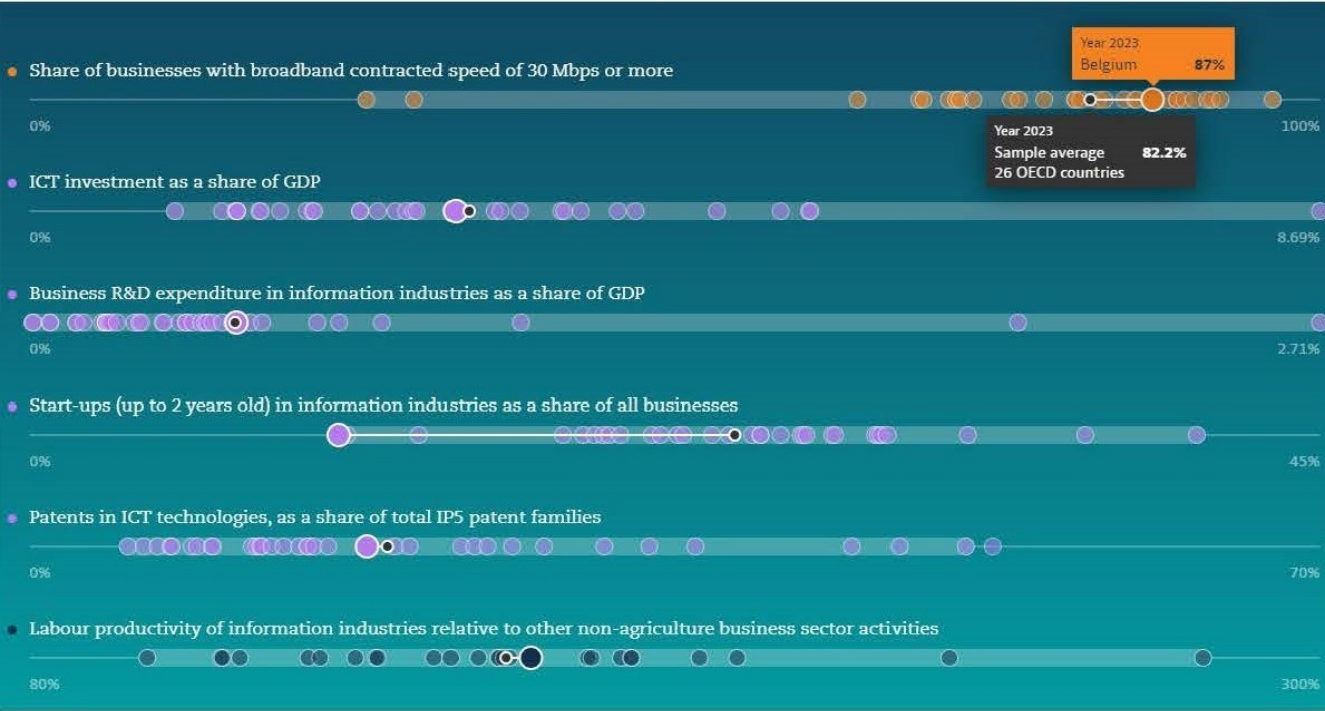 Year 2023
Belgium 87%
Share of businesses with broadband contracted speed of 30 Mbps or more
0% 100%
Year 2023
Sample average 82.2%
26 OECD countries
ICT investment as a share of GDP
0% 8.69%
Business R&D expenditure in information industries as a share of GDP
0% 2.71%
Start-ups (up to 2 years old) in information industries as a share of all businesses
0% 45%
Patents in ICT technologies, as a share of total IP5 patent families
0% 70%
Labour productivity of information industries relative to other non-agriculture business sector activities
80% 300%